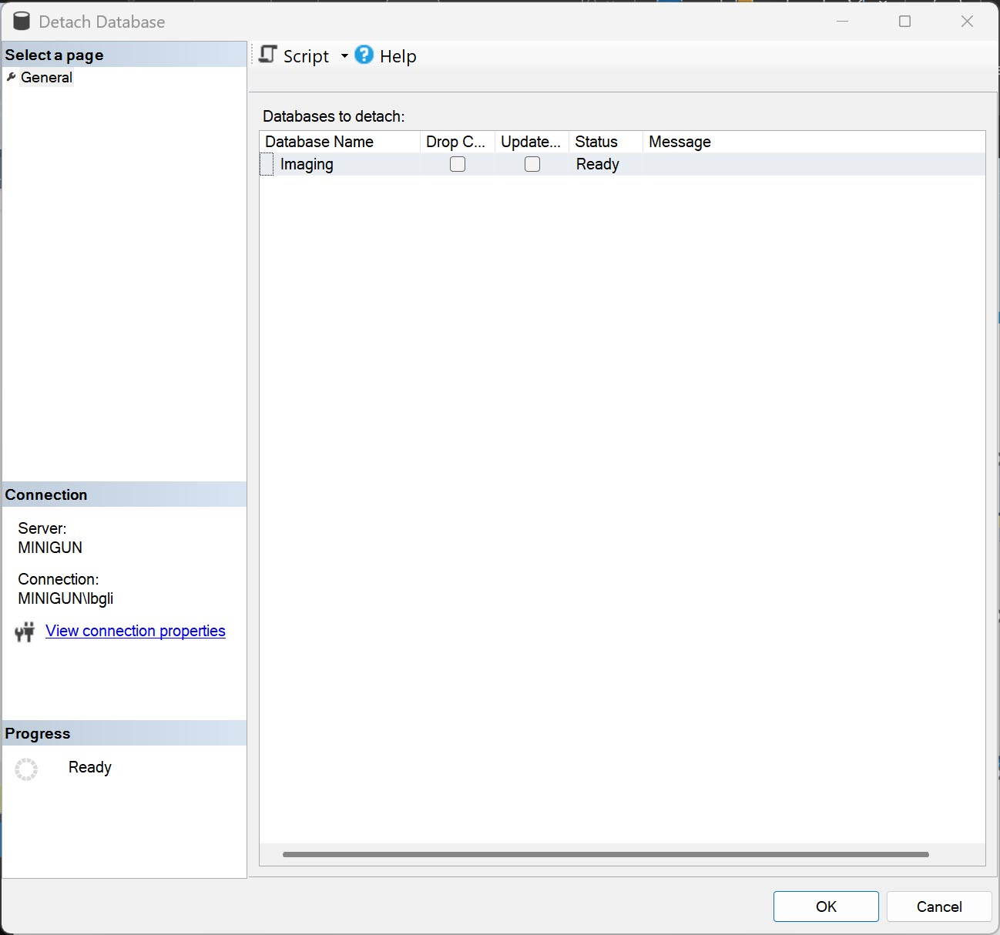 Detach Database
Select a page
General
Script
Help
Databases to detach:
Database Name Drop C... Update... Status Message
Imaging Ready
Connection
Server:
MINIGUN
Connection:
MINIGUN\lbgli
View connection properties
Progress
Ready
OK
Cancel